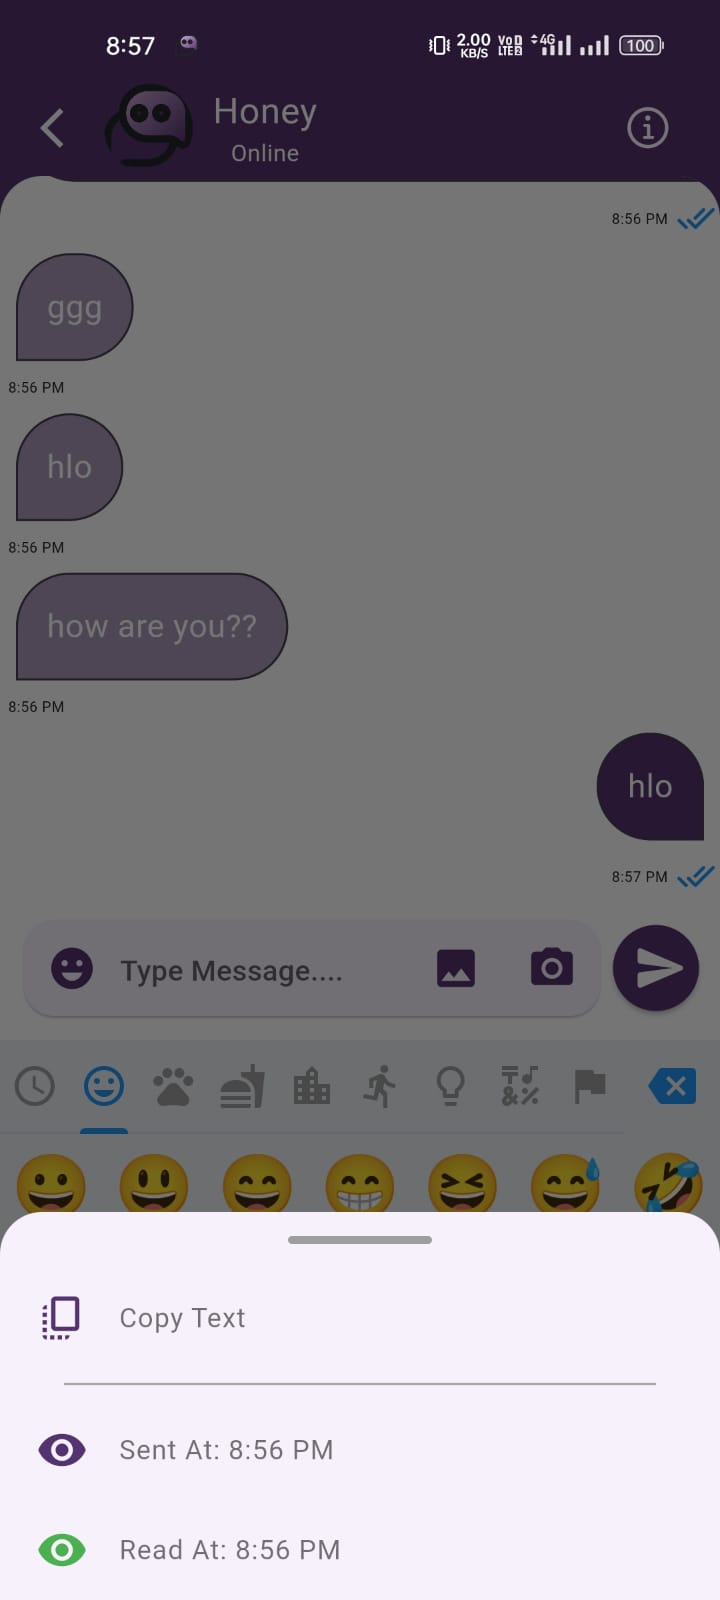 8:57
2.00
KB/S
Vo D
LTE 2
4G
100
Honey
Online
8:56 PM
ggg
8:56 PM
hlo
8:56 PM
how are you??
8:56 PM
hlo
8:57 PM
Type Message....
Copy Text
Sent At: 8:56 PM
Read At: 8:56 PM